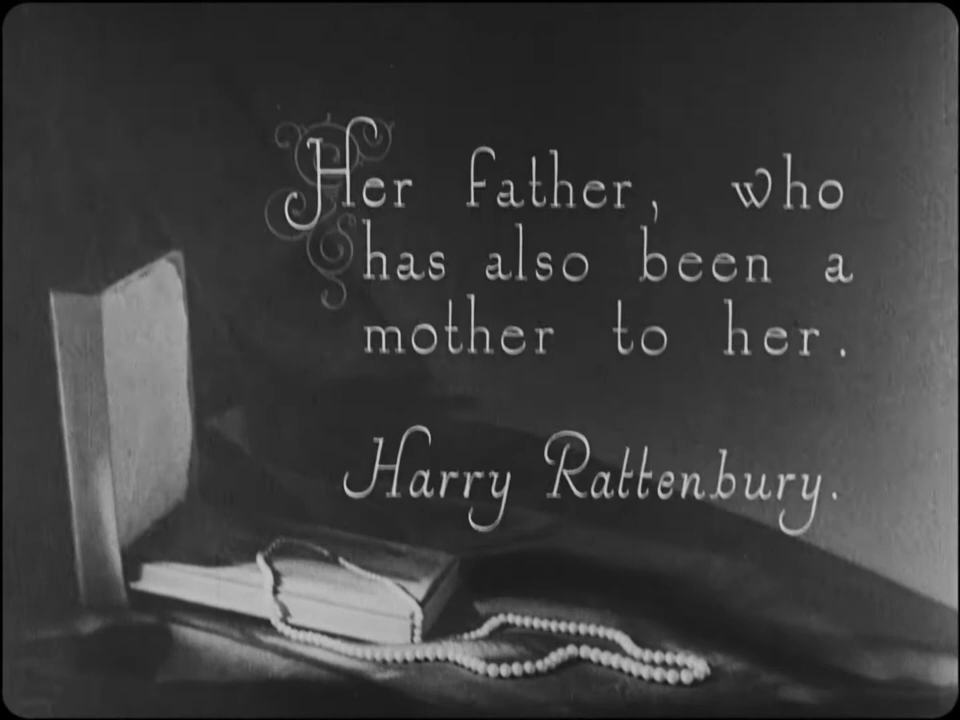 Her father, who
has also been a
mother to her.
Harry Rattenbury.